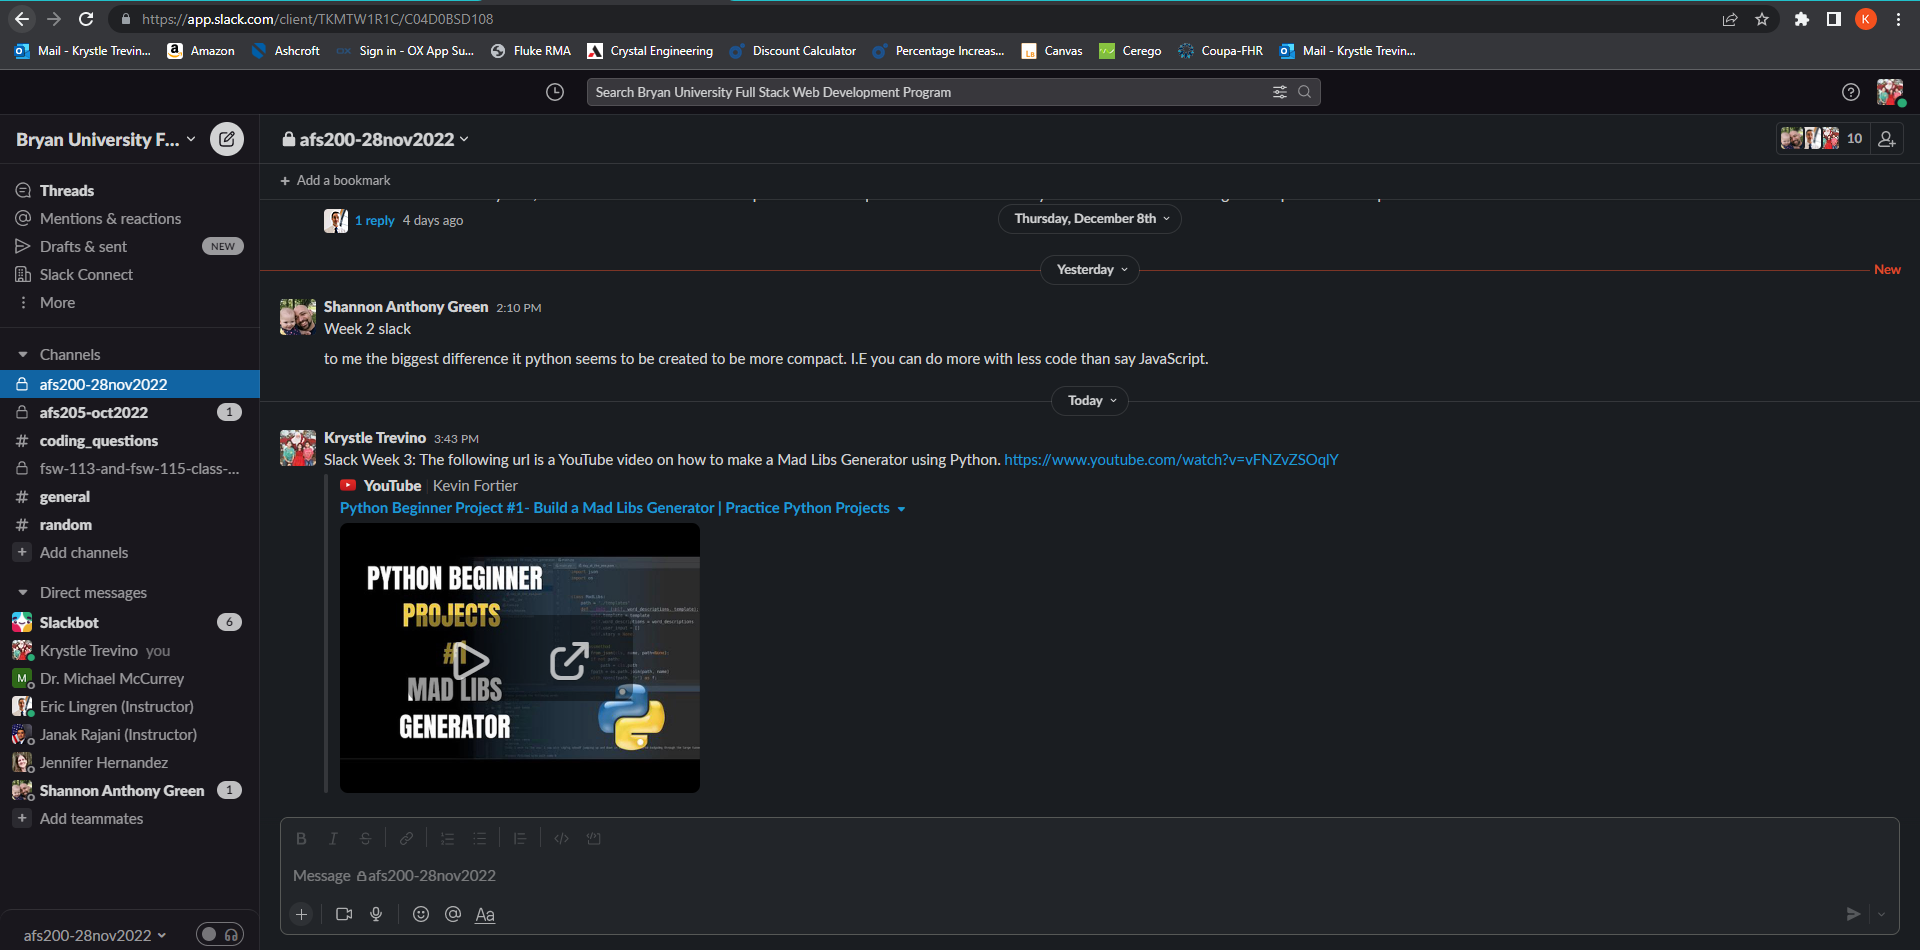 https://app.slack.com/client/TKMTW1R1C/C04D0BSD108
K
Mail - Krystle Trevin...
Amazon
Ashcroft
Sign in - OX App Su...
Fluke RMA
Crystal Engineering
Discount Calculator
Percentage Increas...
Canvas
Cerego
Coupa-FHR
Mail - Krystle Trevin...
Search Bryan University Full Stack Web Development Program
Bryan University F...
Threads
Mentions & reactions
Drafts & sent NEW
Slack Connect
More
Channels
afs200-28nov2022
afs205-oct2022 1
# coding_questions
fsw-113-and-fsw-115-class-...
# general
# random
+ Add channels
Direct messages
Slackbot 6
Krystle Trevino you
M Dr. Michael McCurrey
Eric Lingren (Instructor)
Janak Rajani (Instructor)
Jennifer Hernandez
Shannon Anthony Green 1
+ Add teammates
afs200-28nov2022
afs200-28nov2022
10
+ Add a bookmark
1 reply 4 days ago
Thursday, December 8th
Yesterday
New
Shannon Anthony Green 2:10 PM
Week 2 slack
to me the biggest difference it python seems to be created to be more compact. I.E you can do more with less code than say JavaScript.
Today
Krystle Trevino 3:43 PM
Slack Week 3: The following url is a YouTube video on how to make a Mad Libs Generator using Python. https://www.youtube.com/watch?v=vFNZvZSOqlY
YouTube | Kevin Fortier
Python Beginner Project #1- Build a Mad Libs Generator | Practice Python Projects
PYTHON BEGINNER
PROJECTS
#1
MAD LIBS
GENERATOR
B I S
Message afs200-28nov2022
+ @ Aa